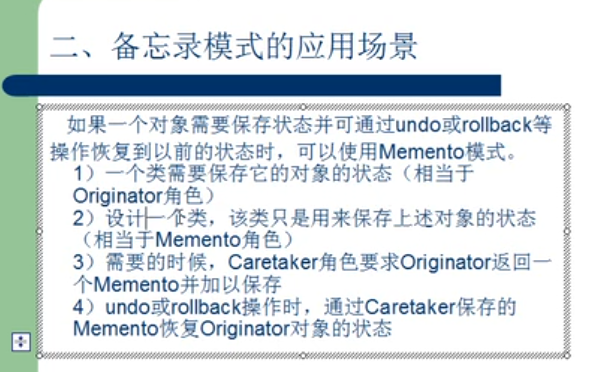 二、备忘录模式的应用场景
如果一个对象需要保存状态并可通过undo或rollback等
操作恢复到以前的状态时，可以使用Memento模式。
1）一个类需要保存它的对象的状态（相当于
Originator角色）
2）设计一个类，该类只是用来保存上述对象的状态
（相当于Memento角色）
3）需要的时候，Caretaker角色要求Originator返回一
个Memento并加以保存
4）undo或rollback操作时，通过Caretaker保存的
Memento恢复Originator对象的状态